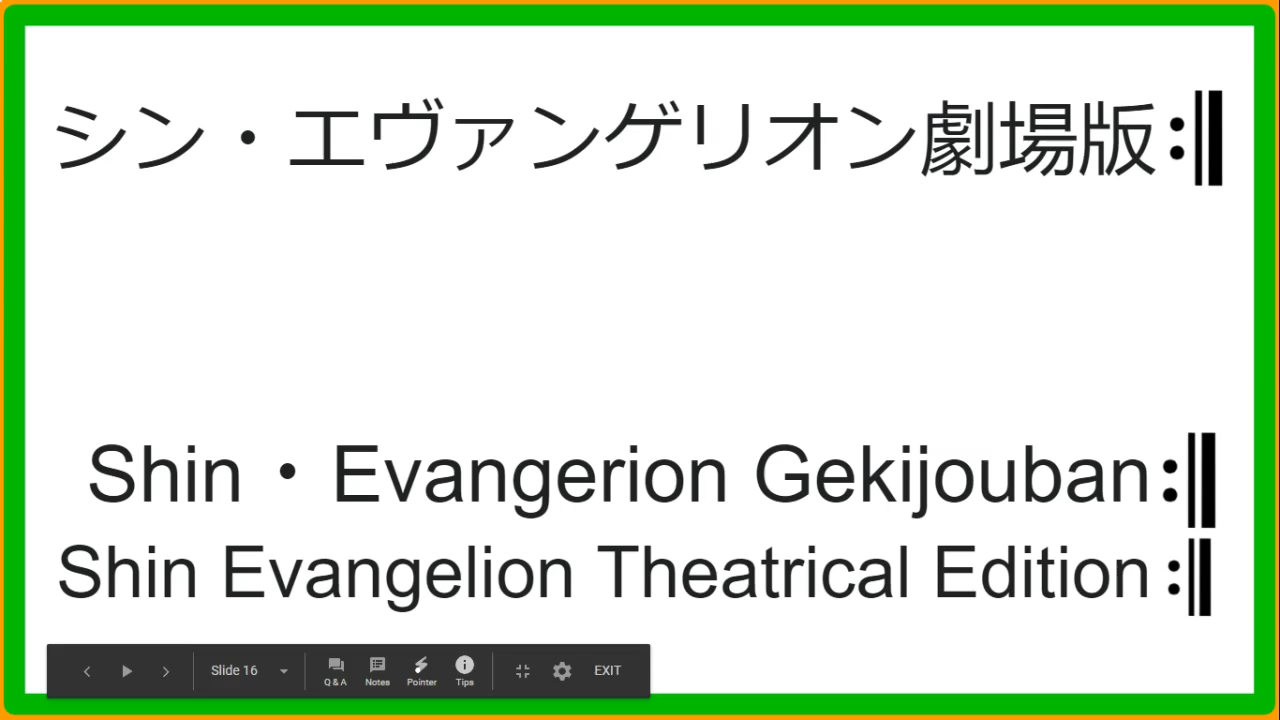 シン・エヴァンゲリオン劇場版:||
Shin・Evangerion Gekijouban:||
Shin Evangelion Theatrical Edition:||
Slide 16
Q & A Notes Pointer Tips
EXIT